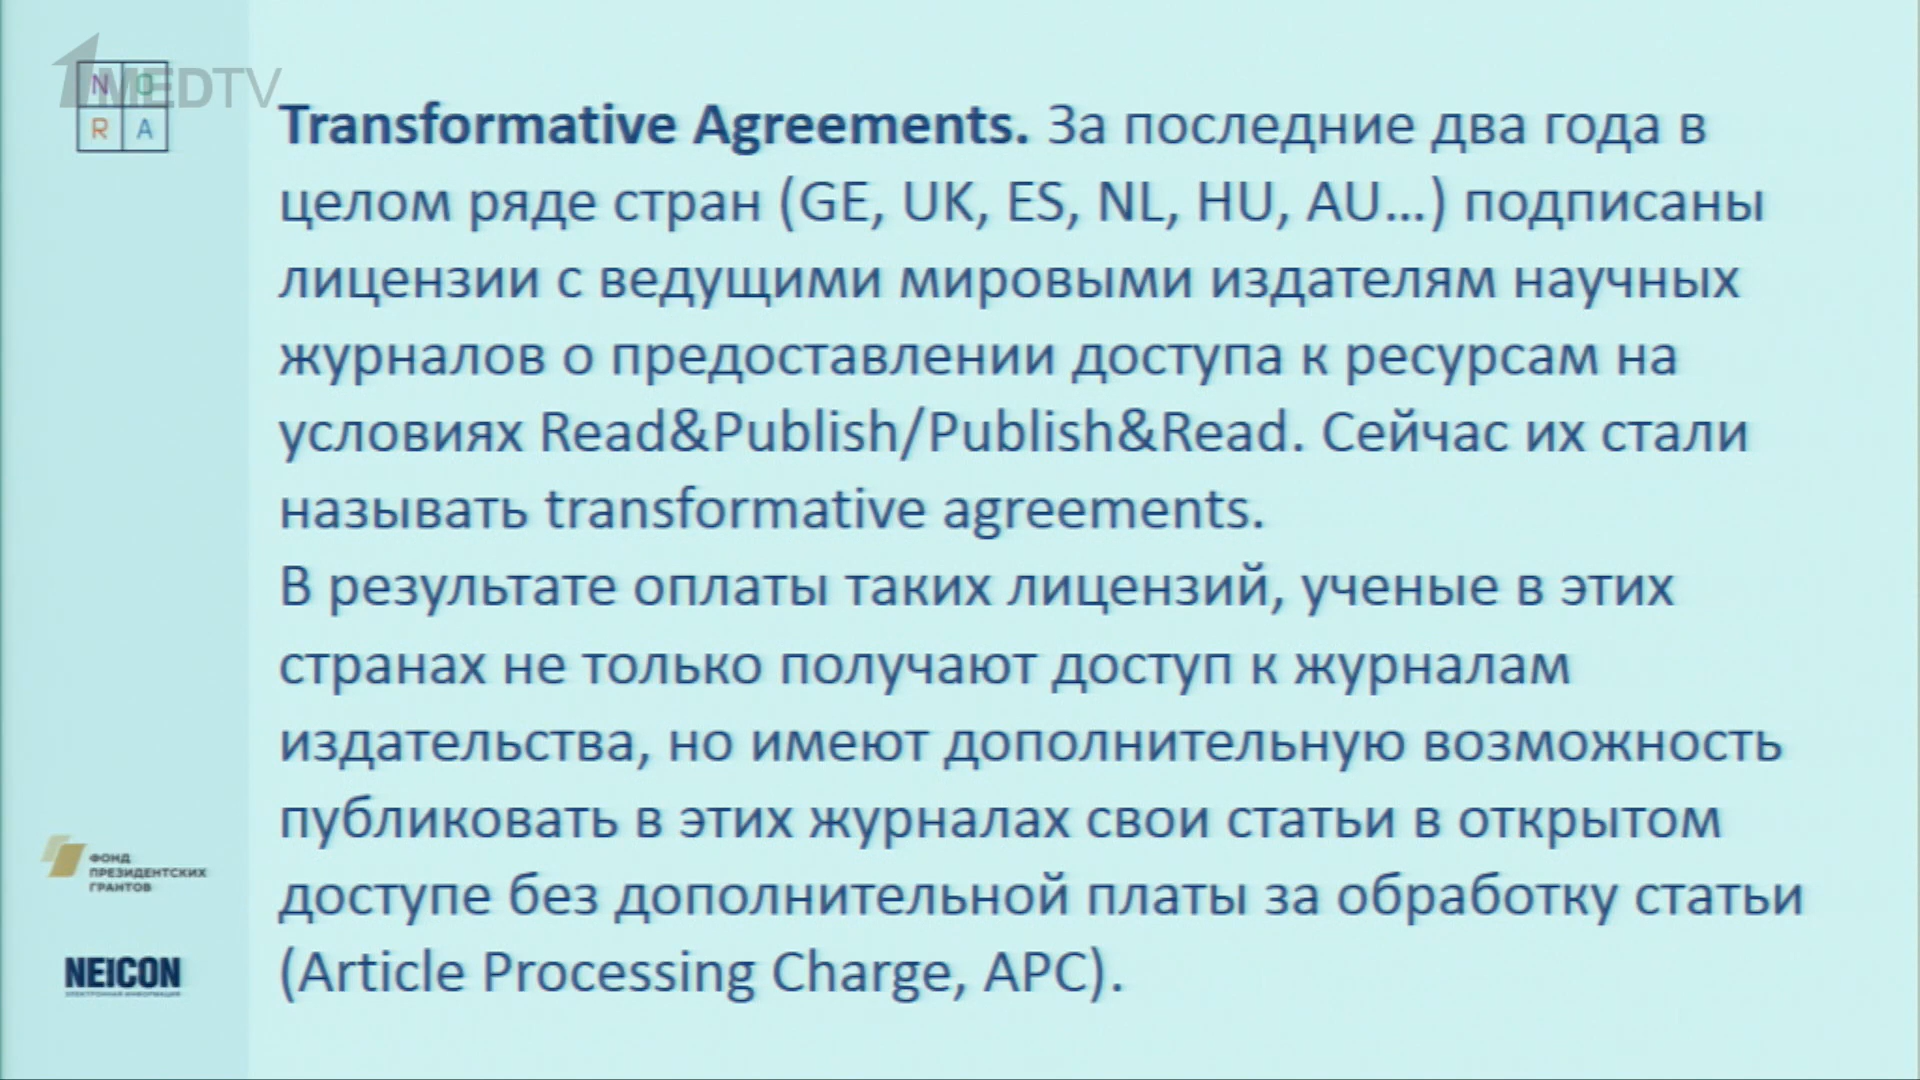 1MEDTV
N O
R A
Transformative Agreements. За последние два года в
целом ряде стран (GE, UK, ES, NL, HU, AU...) подписаны
лицензии с ведущими мировыми издателям научных
журналов о предоставлении доступа к ресурсам на
условиях Read&Publish/Publish&Read. Сейчас их стали
называть transformative agreements.
В результате оплаты таких лицензий, ученые в этих
странах не только получают доступ к журналам
издательства, но имеют дополнительную возможность
публиковать в этих журналах свои статьи в открытом
доступе без дополнительной платы за обработку статьи
(Article Processing Charge, APC).
ФОНД
ПРЕЗИДЕНТСКИХ
ГРАНТОВ
NEICON
ЭЛЕКТРОННАЯ ИНФОРМАЦИЯ